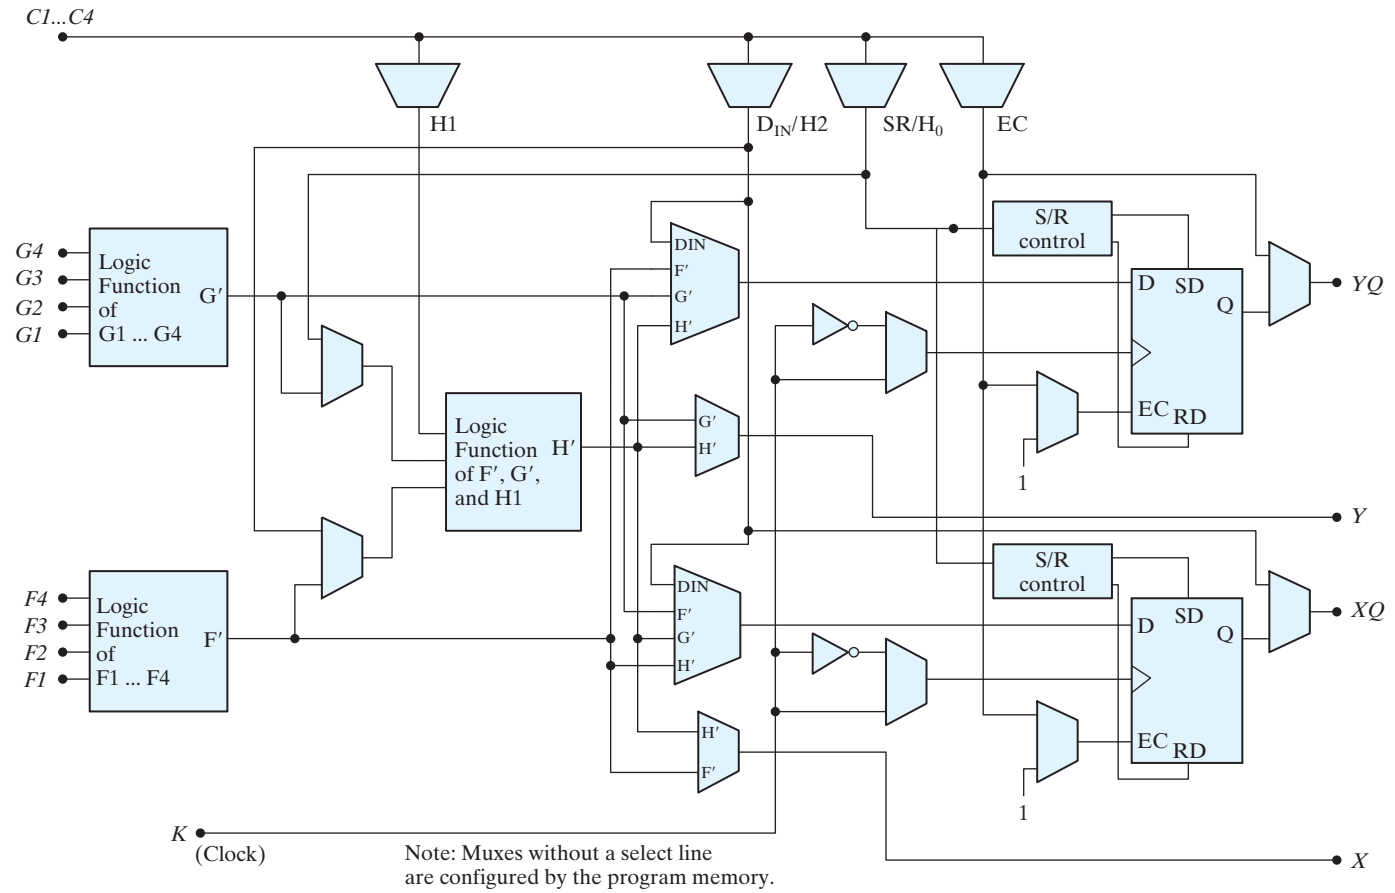 C1...C4
H1
D_IN/H2
SR/H_0
EC
G4
G3
G2
G1
Logic
Function
of
G1 ... G4
G′
DIN
F′
G′
H′
S/R
control
D
SD
Q
EC
RD
1
YQ
Logic
Function
of F′, G′,
and H1
H′
G′
H′
Y
F4
F3
F2
F1
Logic
Function
of
F1 ... F4
F′
DIN
F′
G′
H′
S/R
control
D
SD
Q
EC
RD
1
XQ
H′
F′
K
(Clock)
X
Note: Muxes without a select line
are configured by the program memory.